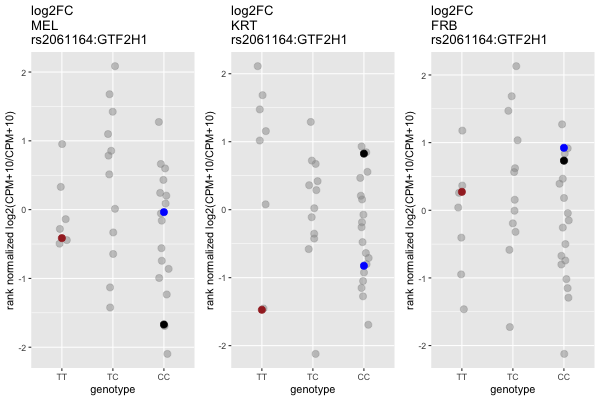 log2FC
MEL
rs2061164:GTF2H1
rank normalized log2(CPM+10/CPM+10)
2
1
0
-1
-2
TT TC CC
genotype
log2FC
KRT
rs2061164:GTF2H1
rank normalized log2(CPM+10/CPM+10)
2
1
0
-1
-2
TT TC CC
genotype
log2FC
FRB
rs2061164:GTF2H1
rank normalized log2(CPM+10/CPM+10)
2
1
0
-1
-2
TT TC CC
genotype